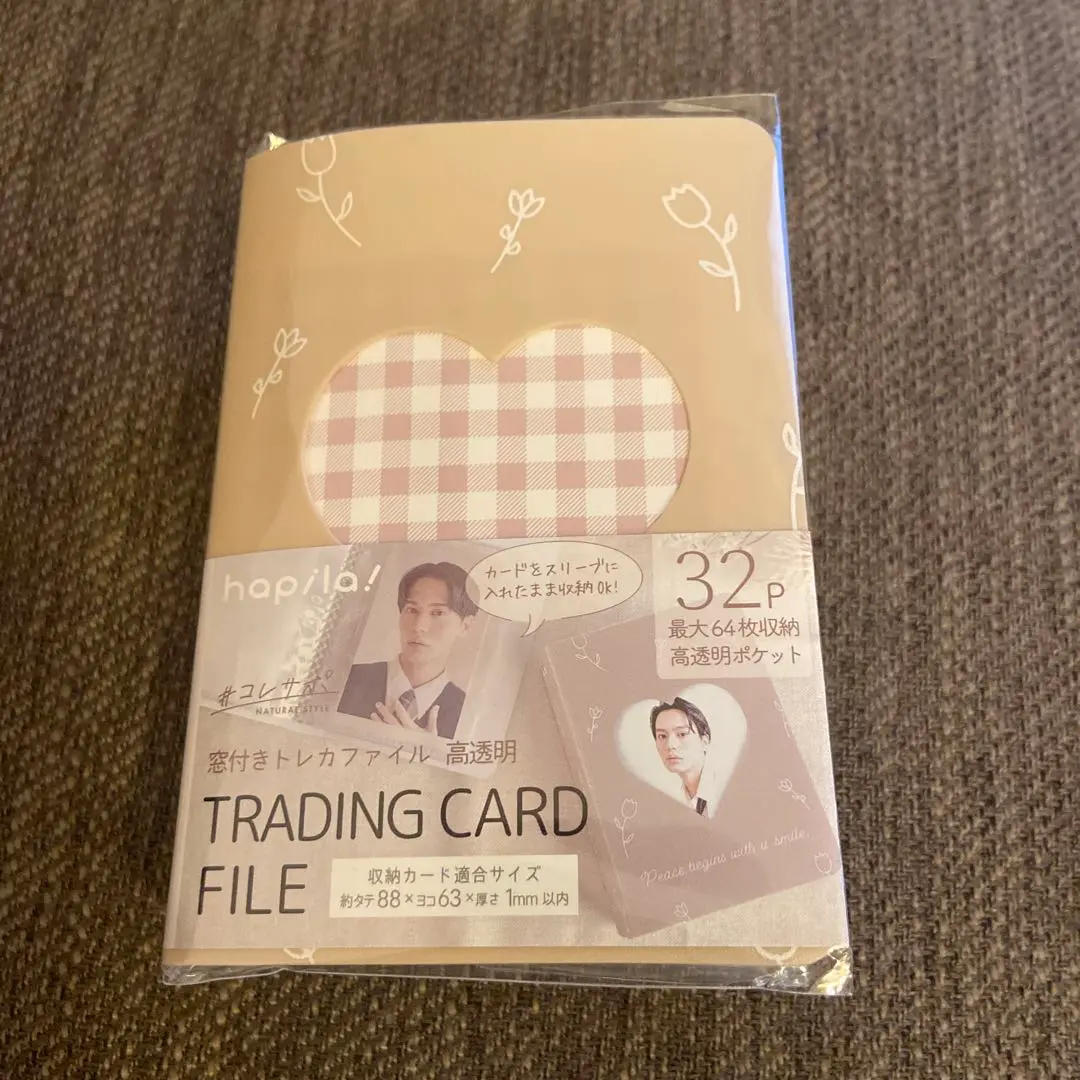 hapila!
カードをスリーブに
入れたまま収納OK!
32P
最大64枚収納
高透明ポケット
#コレサポ
NATURAL STYLE
窓付きトレカファイル 高透明
TRADING CARD
FILE
収納カード適合サイズ
約タテ88×ヨコ63×厚さ1mm以内
Peace begins with a smile.